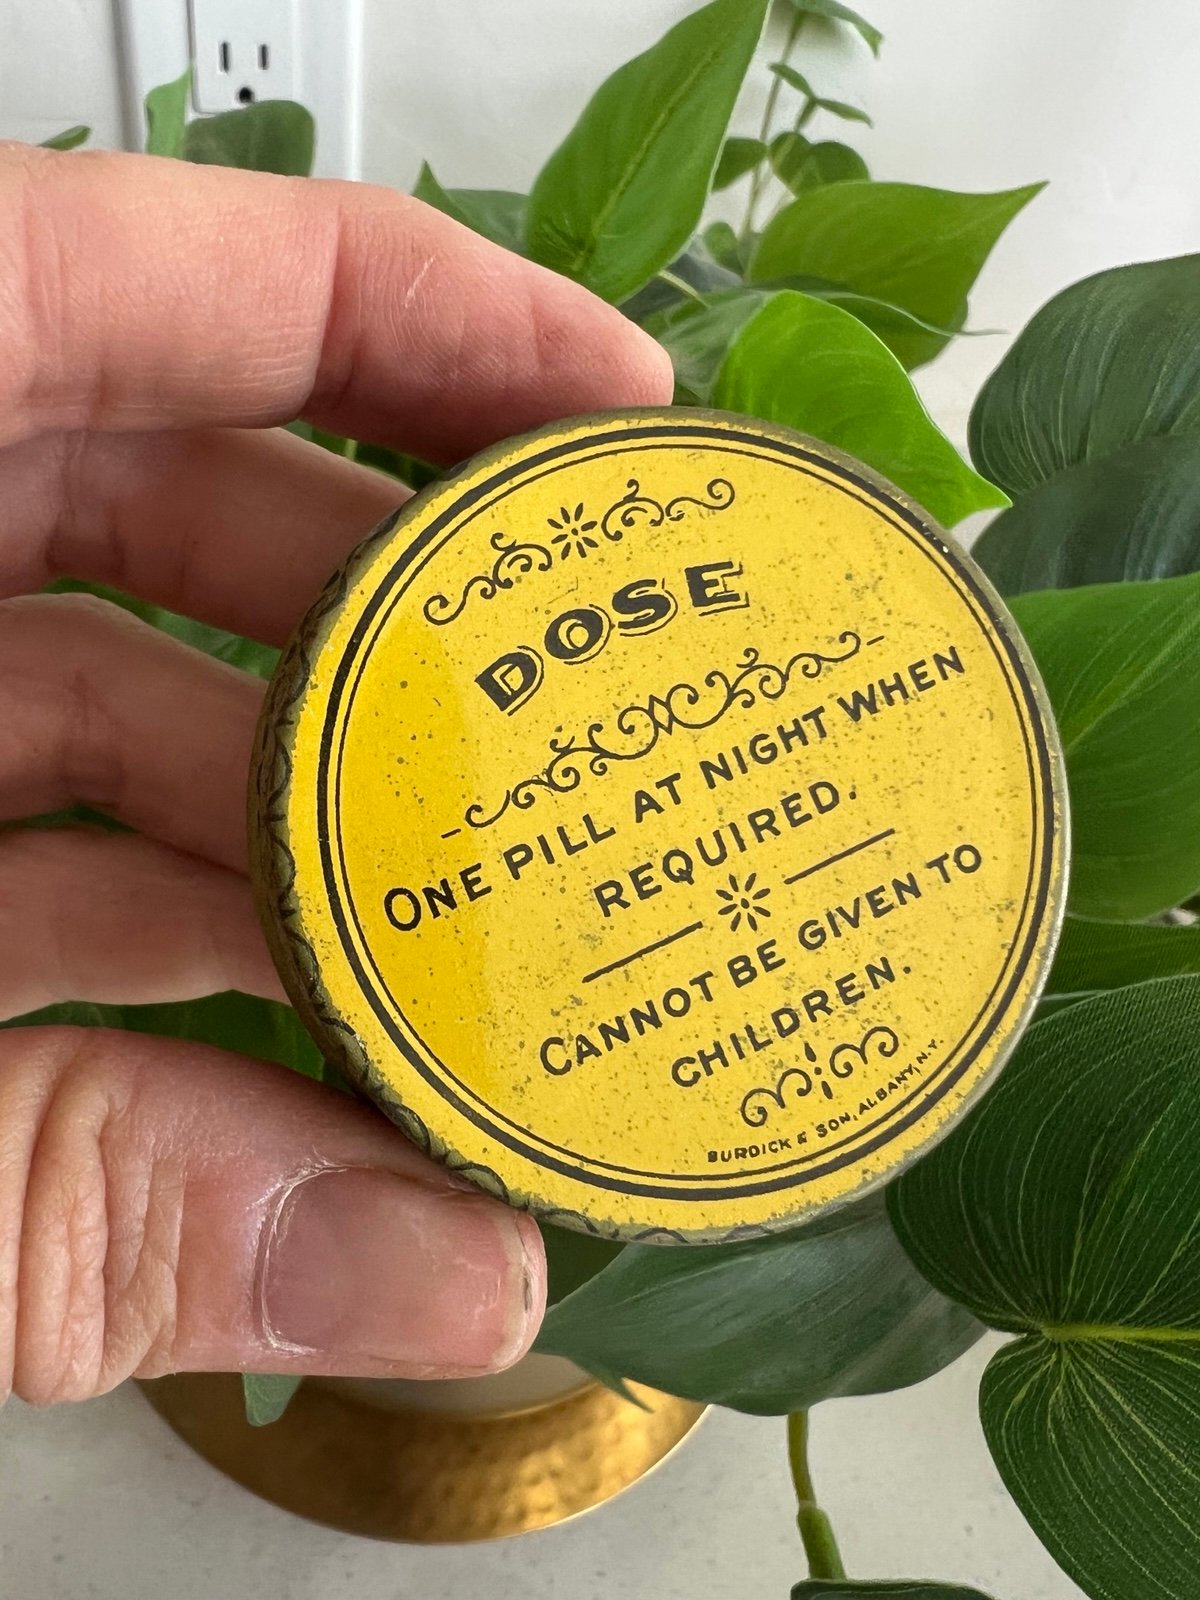 DOSE
ONE PILL AT NIGHT WHEN
REQUIRED.
CANNOT BE GIVEN TO
CHILDREN.
BURDICK & SON, ALBANY, N.Y.